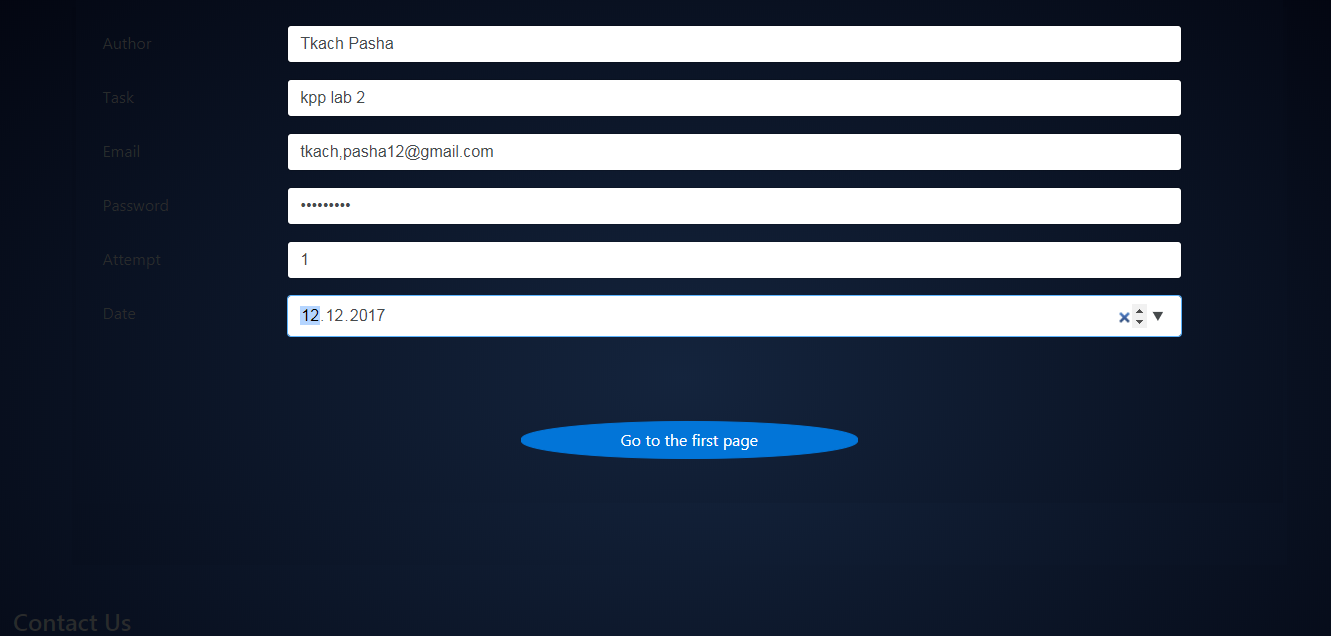 Author
Tkach Pasha
Task
kpp lab 2
Email
tkach,pasha12@gmail.com
Password
•••••••••
Attempt
1
Date
12.12.2017
Go to the first page
Contact Us